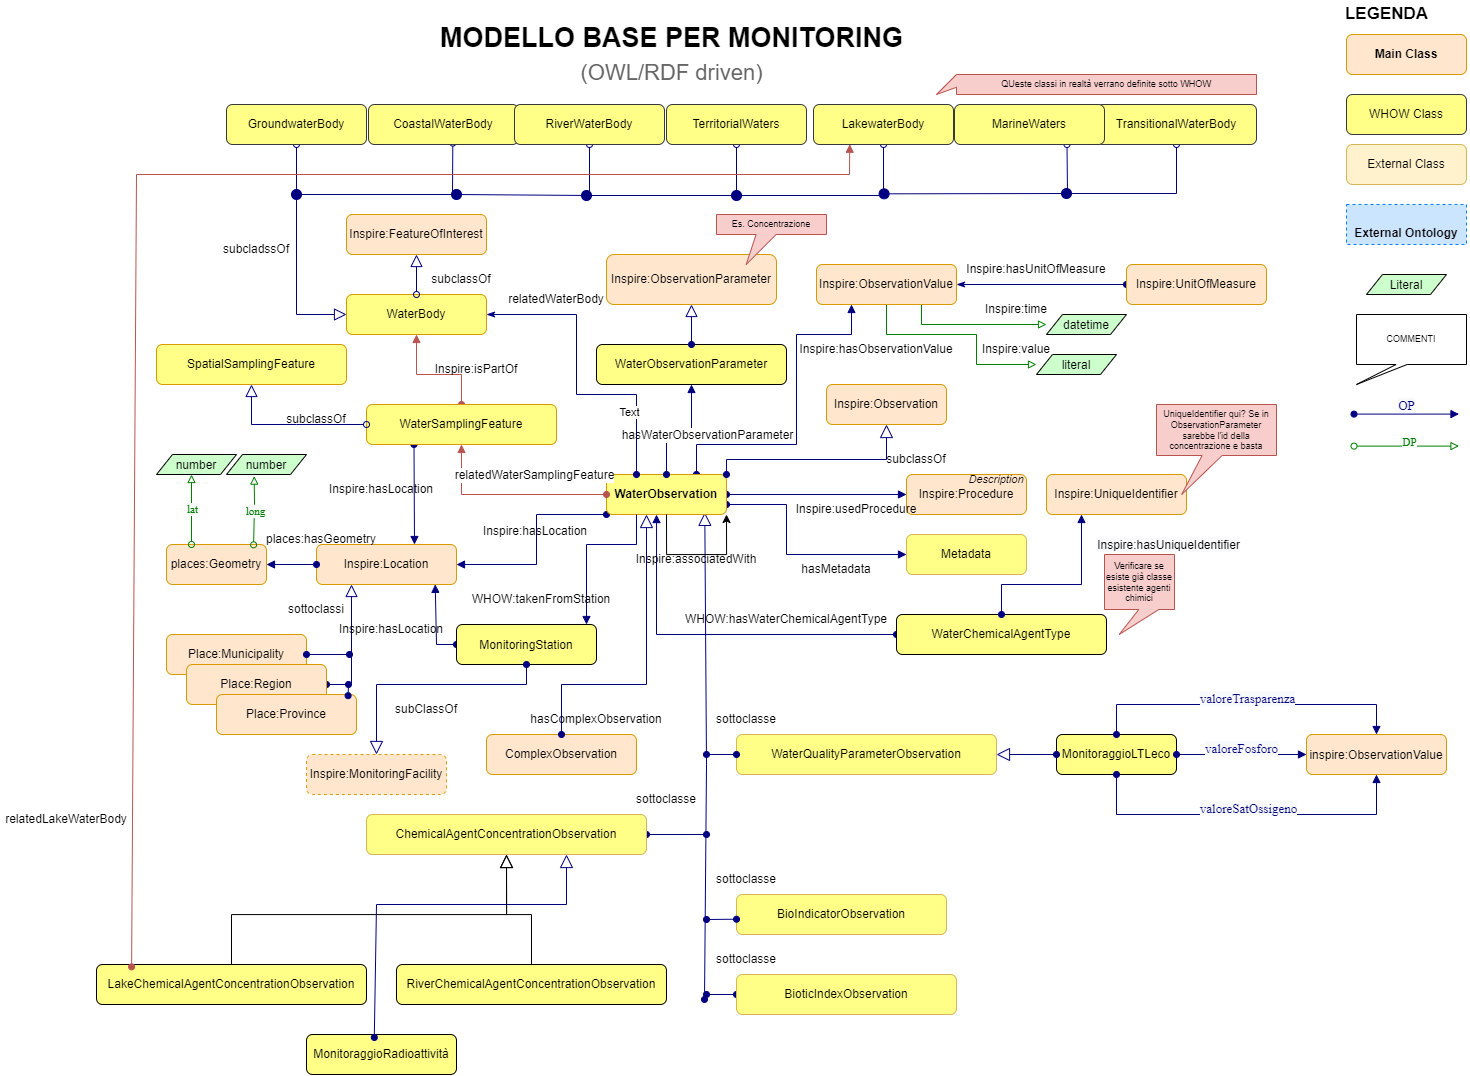 LEGENDA
MODELLO BASE PER MONITORING
(OWL/RDF driven)
Main Class
QUeste classi in realtà verrano definite sotto WHOW
GroundwaterBody
CoastalWaterBody
RiverWaterBody
TerritorialWaters
LakewaterBody
MarineWaters
TransitionalWaterBody
WHOW Class
External Class
External Ontology
Literal
COMMENTI
OP
DP
Es. Concentrazione
Inspire:FeatureOfInterest
subcladssOf
subclassOf
Inspire:ObservationParameter
Inspire:ObservationValue
Inspire:hasUnitOfMeasure
Inspire:UnitOfMeasure
relatedWaterBody
WaterBody
Inspire:time
datetime
Inspire:hasObservationValue
Inspire:value
literal
SpatialSamplingFeature
Inspire:isPartOf
WaterObservationParameter
Inspire:Observation
subclassOf
WaterSamplingFeature
Text
hasWaterObservationParameter
UniqueIdentifier qui? Se in
ObservationParameter
sarebbe l'id della
concentrazione e basta
subclassOf
number
number
relatedWaterSamplingFeature
Inspire:hasLocation
WaterObservation
Description
Inspire:Procedure
Inspire:usedProcedure
Inspire:UniqueIdentifier
lat
long
Inspire:hasLocation
places:hasGeometry
Inspire:associatedWith
Inspire:hasUniqueIdentifier
places:Geometry
Inspire:Location
Metadata
hasMetadata
Verificare se
esiste già classe
esistente agenti
chimici
sottoclassi
WHOW:takenFromStation
Inspire:hasLocation
WHOW:hasWaterChemicalAgentType
WaterChemicalAgentType
MonitoringStation
Place:Municipality
Place:Region
Place:Province
subClassOf
hasComplexObservation
sottoclasse
valoreTrasparenza
ComplexObservation
WaterQualityParameterObservation
MonitoraggioLTLeco
valoreFosforo
inspire:ObservationValue
Inspire:MonitoringFacility
sottoclasse
valoreSatOssigeno
relatedLakeWaterBody
ChemicalAgentConcentrationObservation
sottoclasse
BioIndicatorObservation
sottoclasse
LakeChemicalAgentConcentrationObservation
RiverChemicalAgentConcentrationObservation
BioticIndexObservation
MonitoraggioRadioattività